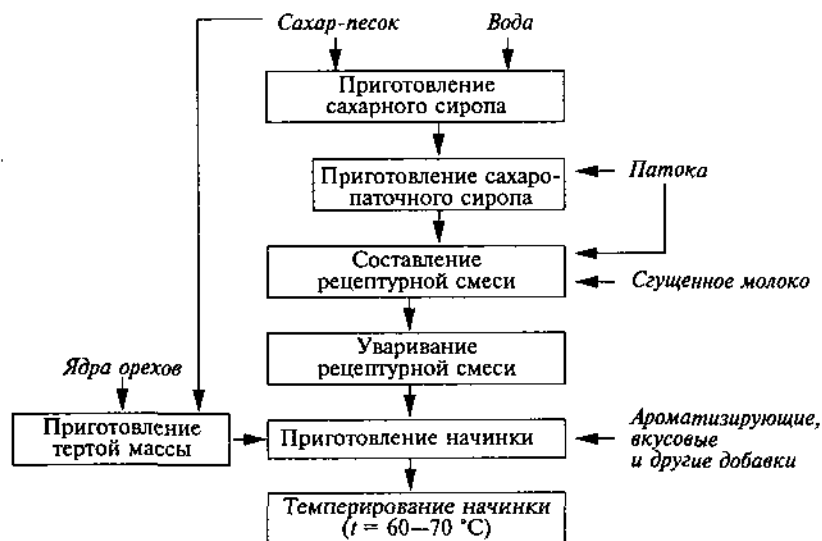 Сахар-песок
Вода
Приготовление
сахарного сиропа
Приготовление сахаро-
паточного сиропа
Патока
Составление
рецептурной смеси
Сгущенное молоко
Уваривание
рецептурной смеси
Ядра орехов
Приготовление
тертой массы
Приготовление начинки
Ароматизирующие,
вкусовые
и другие добавки
Темперирование начинки
(t = 60—70 °С)